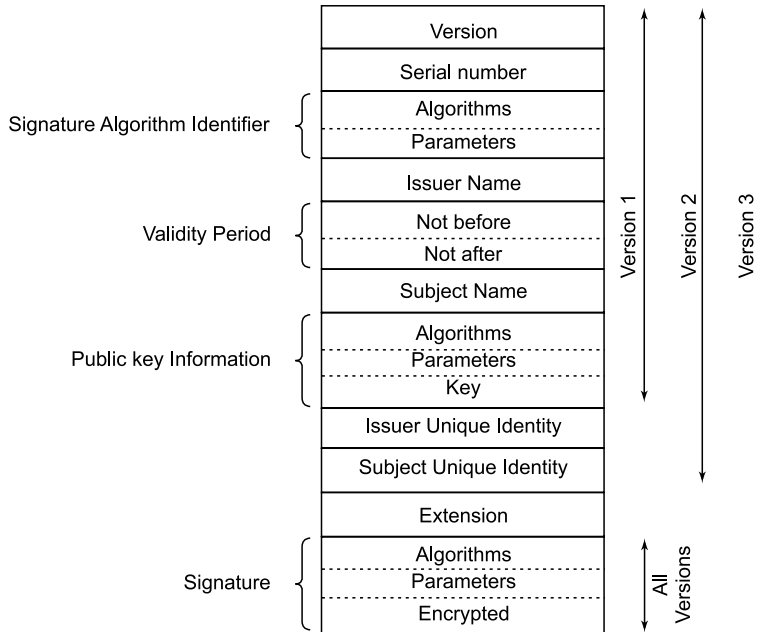 Version
Serial number
Signature Algorithm Identifier
Algorithms
Parameters
Issuer Name
Validity Period
Not before
Not after
Subject Name
Public key Information
Algorithms
Parameters
Key
Issuer Unique Identity
Subject Unique Identity
Extension
Signature
Algorithms
Parameters
Encrypted
Version 1
Version 2
Version 3
All
Versions